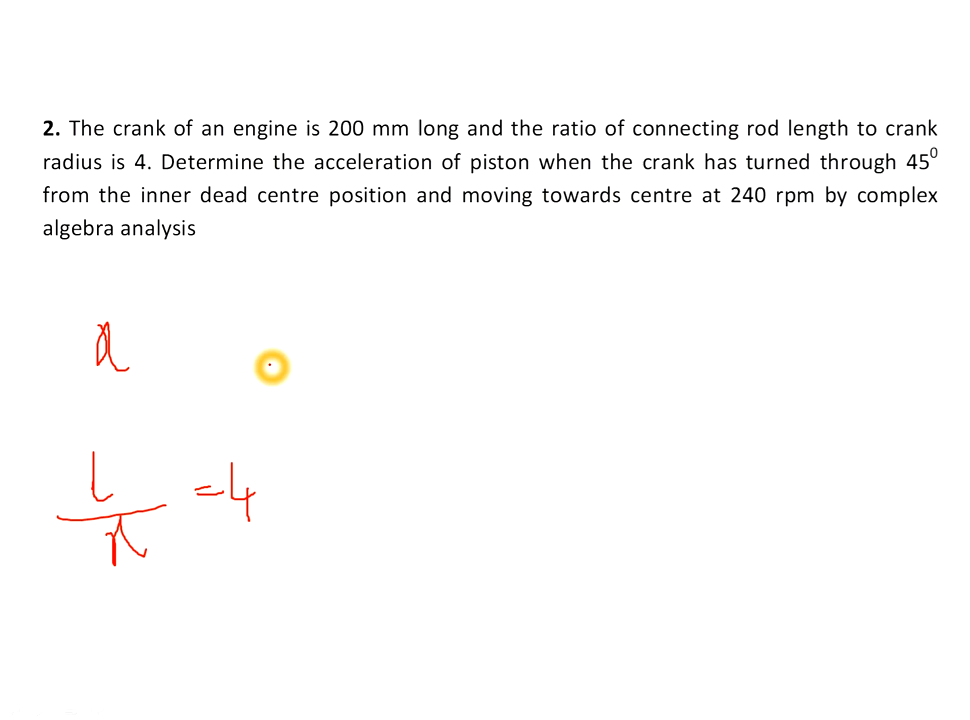 2. The crank of an engine is 200 mm long and the ratio of connecting rod length to crank
radius is 4. Determine the acceleration of piston when the crank has turned through 45⁰
from the inner dead centre position and moving towards centre at 240 rpm by complex
algebra analysis
L
= 4
r